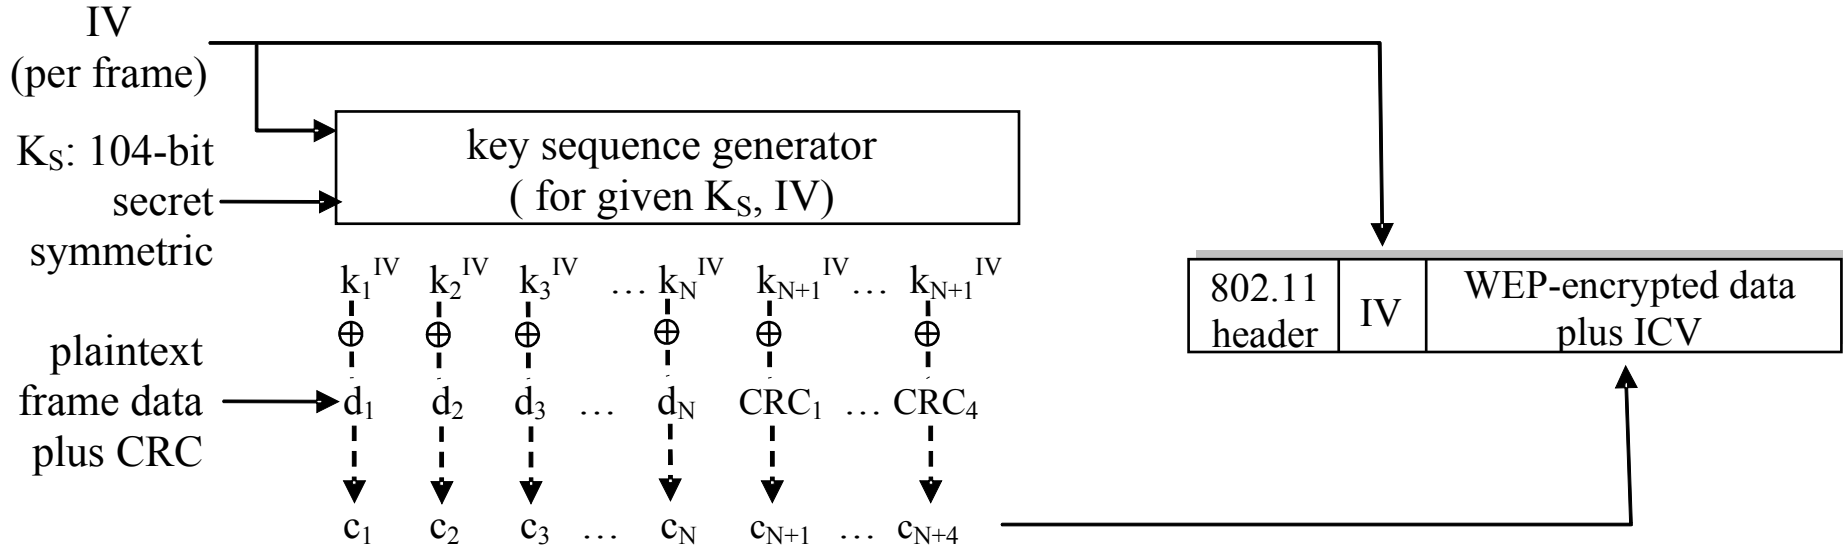 IV
(per frame)
K_S: 104-bit
secret
symmetric
key sequence generator
( for given K_S, IV)
k_1^IV k_2^IV k_3^IV … k_N^IV k_N+1^IV … k_N+1^IV
plaintext
frame data
plus CRC
d_1 d_2 d_3 … d_N CRC_1 … CRC_4
c_1 c_2 c_3 … c_N c_N+1 … c_N+4
802.11
header
IV
WEP-encrypted data
plus ICV